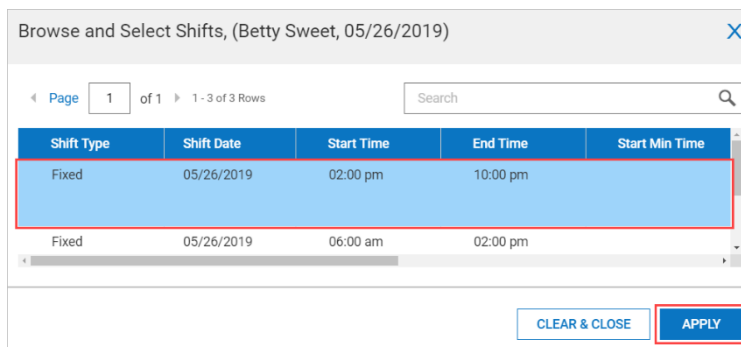 Browse and Select Shifts, (Betty Sweet, 05/26/2019) X
Page 1 of 1 1 - 3 of 3 Rows Search
Shift Type Shift Date Start Time End Time Start Min Time
Fixed 05/26/2019 02:00 pm 10:00 pm
Fixed 05/26/2019 06:00 am 02:00 pm
CLEAR & CLOSE APPLY